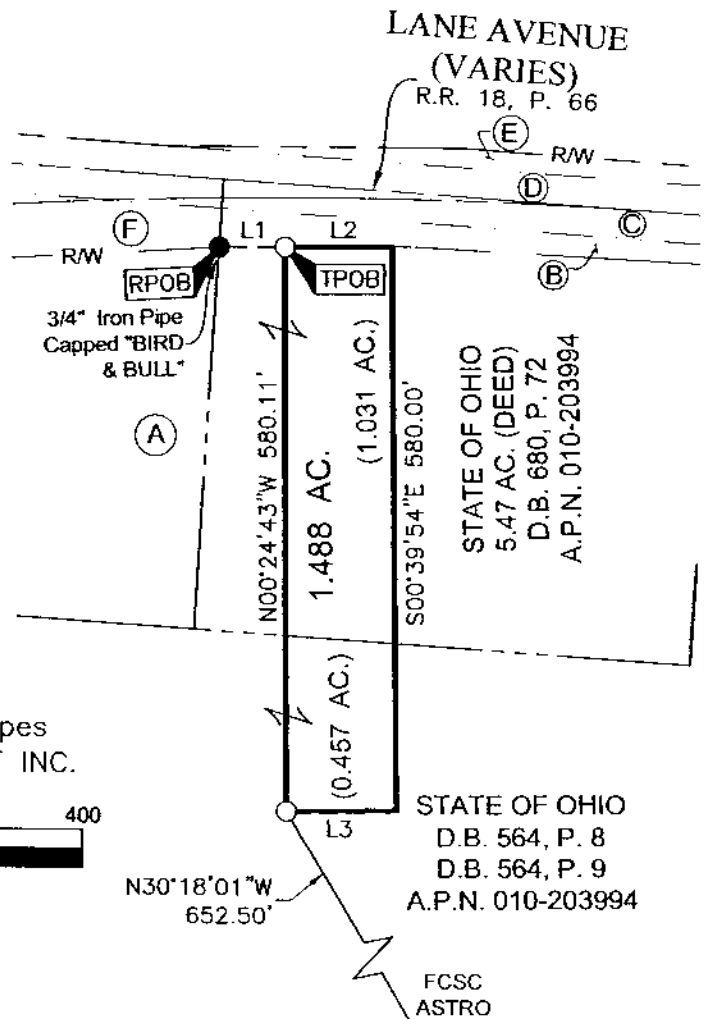 LANE AVENUE
(VARIES)
R.R. 18, P. 66
E
R/W
D
C
F
L1
L2
B
R/W
RPOB
TPOB
3/4" Iron Pipe
Capped "BIRD
& BULL"
A
N00°24'43"W 580.11'
1.488 AC.
(1.031 AC.)
(0.457 AC.)
S00°39'54"E 580.00'
STATE OF OHIO
5.47 AC. (DEED)
D.B. 680, P. 72
A.P.N. 010-203994
pes
INC.
400
L3
STATE OF OHIO
D.B. 564, P. 8
D.B. 564, P. 9
A.P.N. 010-203994
N30°18'01"W
652.50'
FCSC
ASTRO